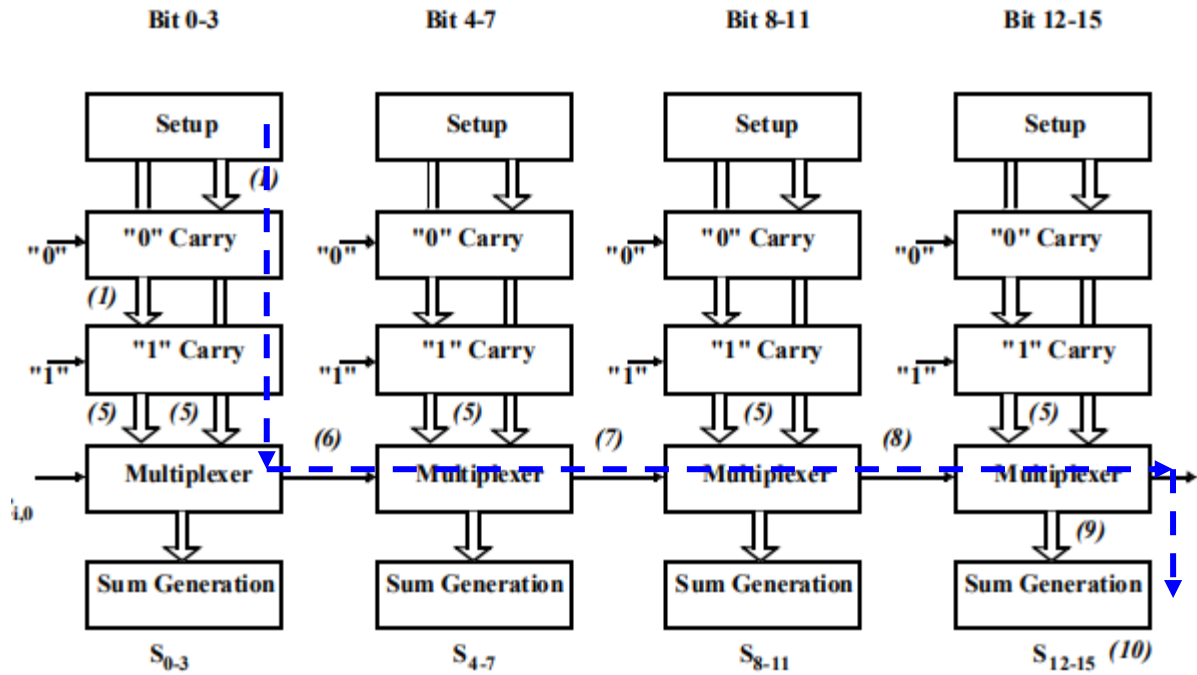 Bit 0-3 Bit 4-7 Bit 8-11 Bit 12-15
Setup Setup Setup Setup
(1)
"0" Carry "0" Carry "0" Carry "0" Carry
"0" "0" "0" "0"
(1)
"1" Carry "1" Carry "1" Carry "1" Carry
"1" "1" "1" "1"
(5) (5) (5) (5) (5)
(6) (7) (8)
Multiplexer Multiplexer Multiplexer Multiplexer
i,0
(9)
Sum Generation Sum Generation Sum Generation Sum Generation
S0-3 S4-7 S8-11 S12-15 (10)